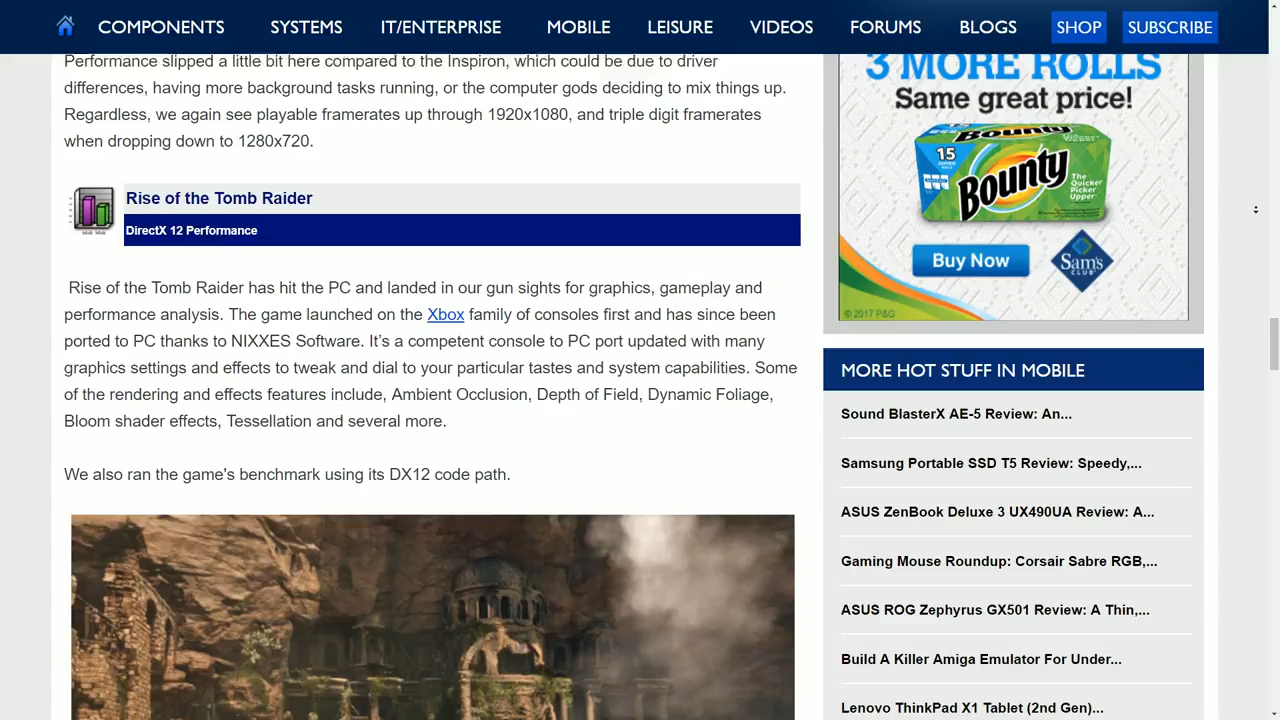 COMPONENTS SYSTEMS IT/ENTERPRISE MOBILE LEISURE VIDEOS FORUMS BLOGS SHOP SUBSCRIBE
Performance slipped a little bit here compared to the Inspiron, which could be due to driver
differences, having more background tasks running, or the computer gods deciding to mix things up.
Regardless, we again see playable framerates up through 1920x1080, and triple digit framerates
when dropping down to 1280x720.
Rise of the Tomb Raider
DirectX 12 Performance
Rise of the Tomb Raider has hit the PC and landed in our gun sights for graphics, gameplay and
performance analysis. The game launched on the Xbox family of consoles first and has since been
ported to PC thanks to NIXXES Software. It’s a competent console to PC port updated with many
graphics settings and effects to tweak and dial to your particular tastes and system capabilities. Some
of the rendering and effects features include, Ambient Occlusion, Depth of Field, Dynamic Foliage,
Bloom shader effects, Tessellation and several more.
We also ran the game's benchmark using its DX12 code path.
3 MORE ROLLS
Same great price!
15
Bounty
The
Quicker
Picker
Upper
Buy Now
Sam's
CLUB
© 2017 P&G
MORE HOT STUFF IN MOBILE
Sound BlasterX AE-5 Review: An...
Samsung Portable SSD T5 Review: Speedy,...
ASUS ZenBook Deluxe 3 UX490UA Review: A...
Gaming Mouse Roundup: Corsair Sabre RGB,...
ASUS ROG Zephyrus GX501 Review: A Thin,...
Build A Killer Amiga Emulator For Under...
Lenovo ThinkPad X1 Tablet (2nd Gen)...